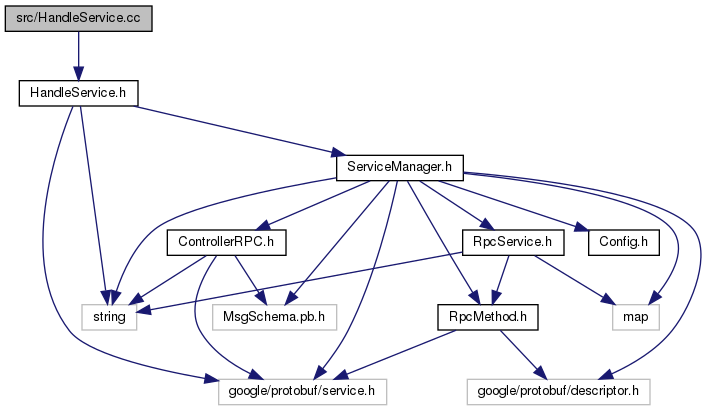 src/HandleService.cc
HandleService.h
ServiceManager.h
ControllerRPC.h
RpcService.h
Config.h
string
MsgSchema.pb.h
RpcMethod.h
map
google/protobuf/service.h
google/protobuf/descriptor.h